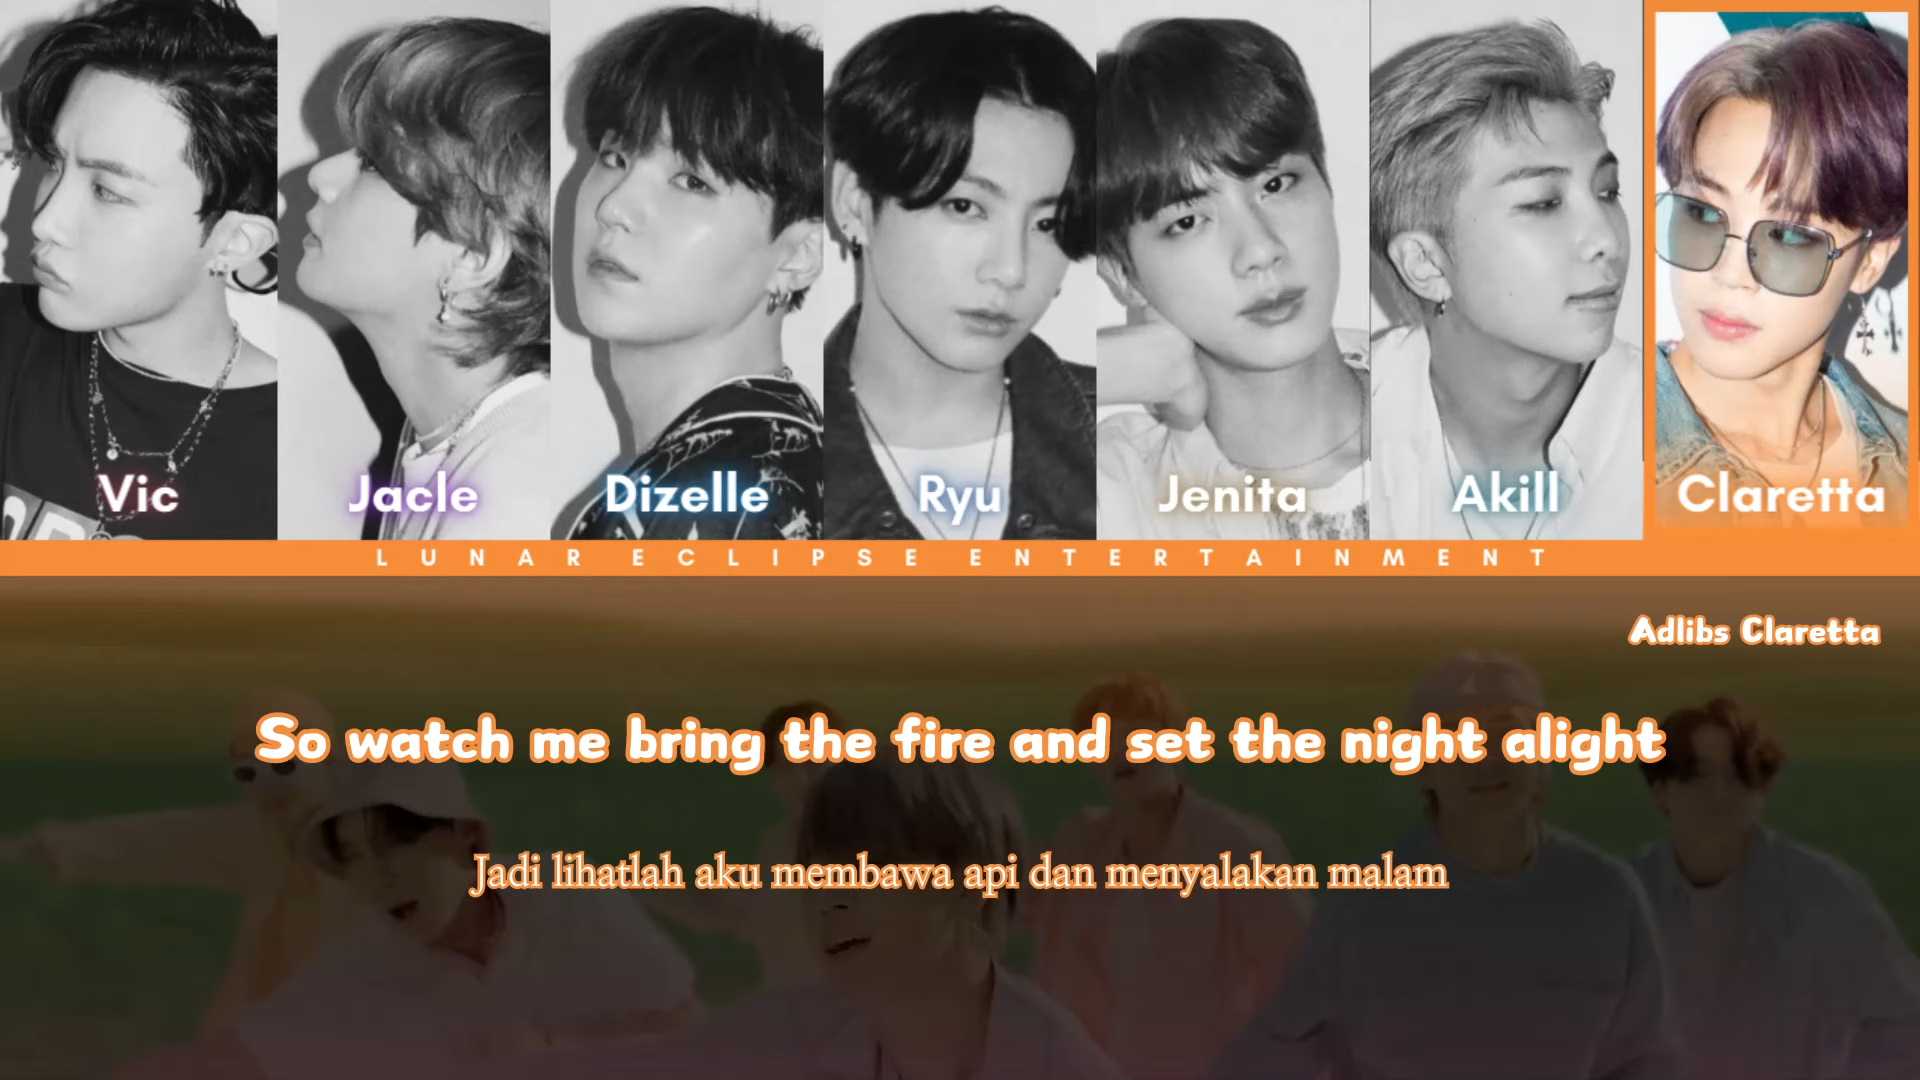 Vic
Jacle
Dizelle
Ryu
Jenita
Akill
Claretta
LUNAR ECLIPSE ENTERTAINMENT
Adlibs Claretta
So watch me bring the fire and set the night alight
Jadi lihatlah aku membawa api dan menyalakan malam